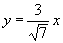 y = 3/√7 x